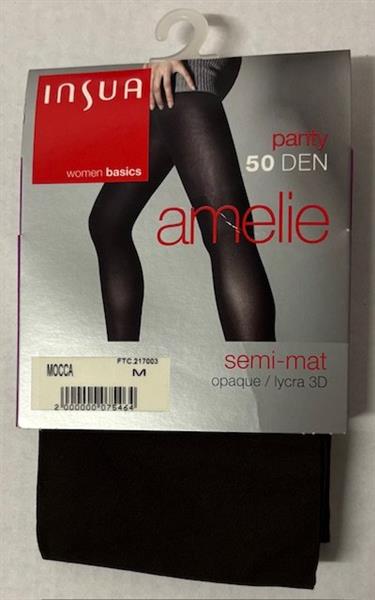 INSUA
women basics
panty
50 DEN
amelie
semi-mat
opaque / lycra 3D
FTC.217003
MOCCA
M
2 000000 075464